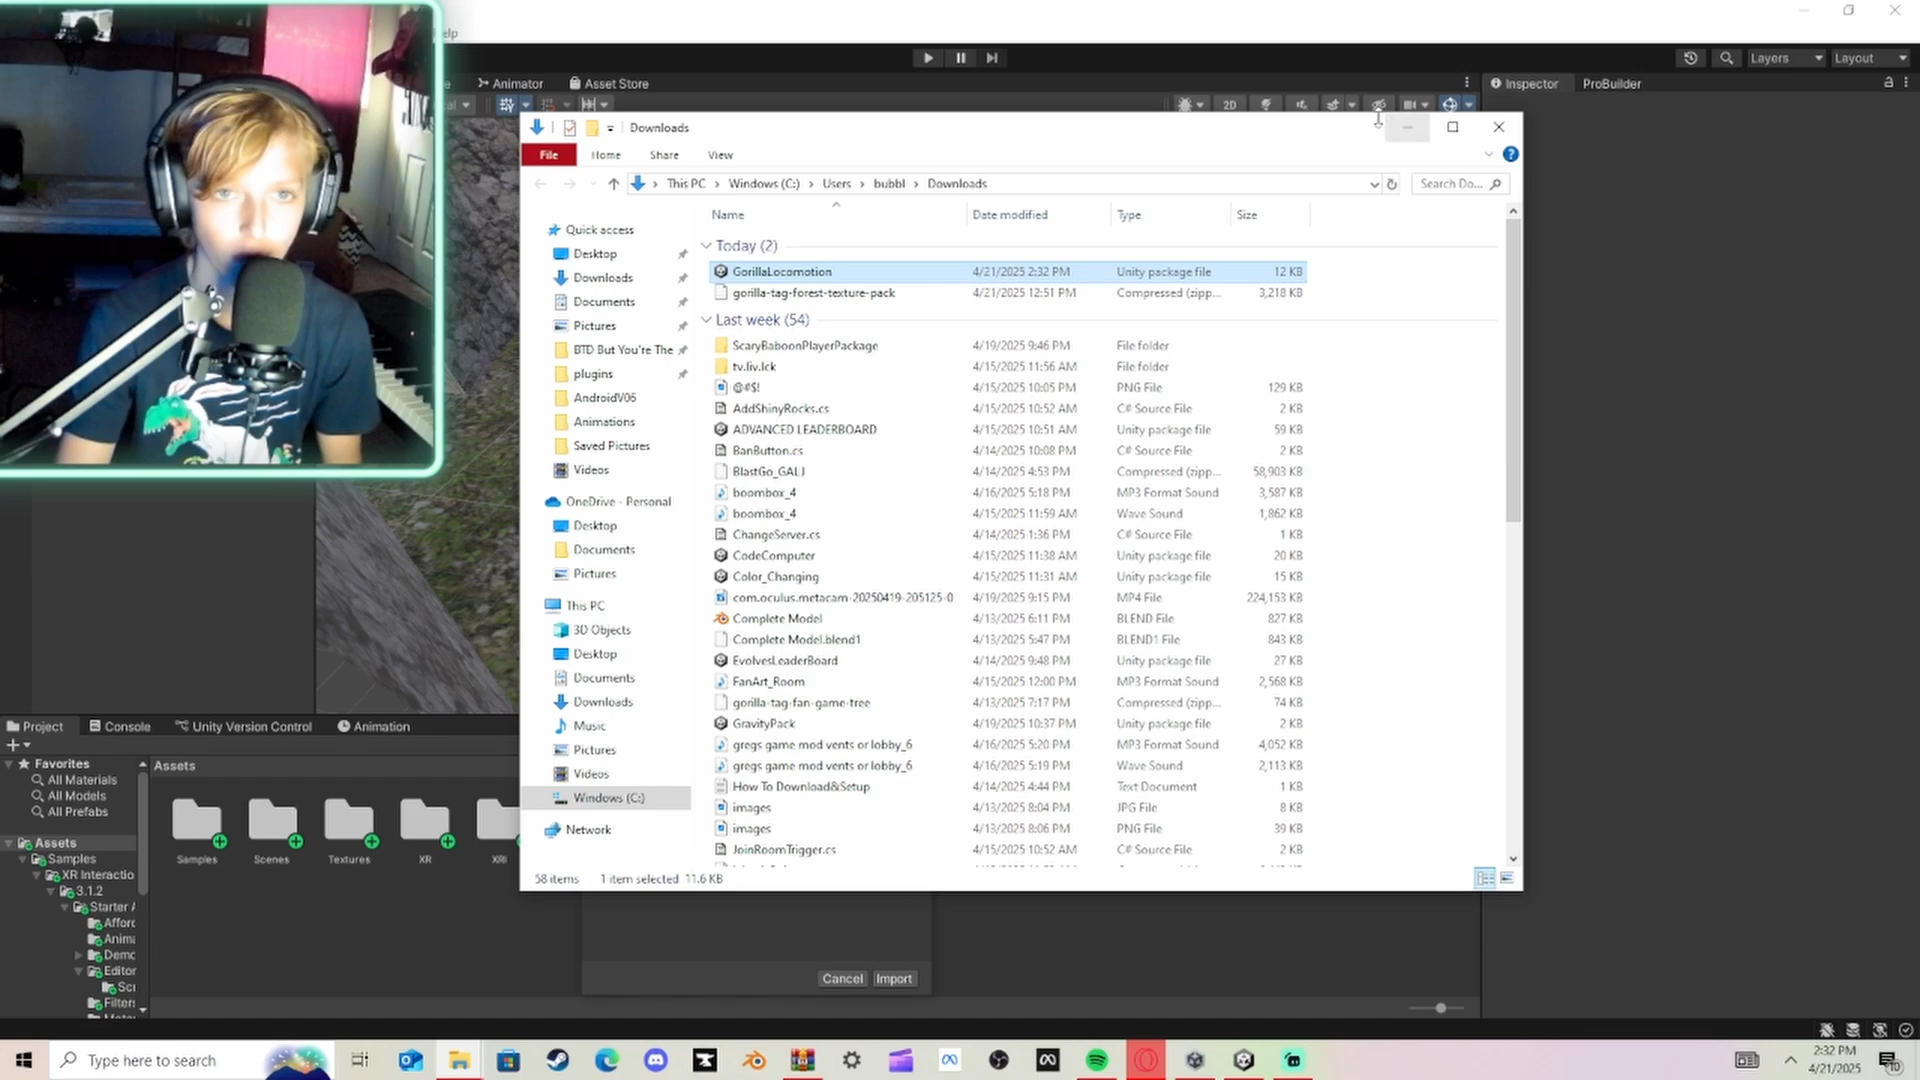 elp
Layers
Layout
Animator
Asset Store
Inspector
ProBuilder
2D
Downloads
File
Home
Share
View
This PC > Windows (C:) > Users > bubbl > Downloads
Search Do...
Quick access
Desktop
Downloads
Documents
Pictures
BTD But You're The
plugins
AndroidV06
Animations
Saved Pictures
Videos
OneDrive - Personal
Desktop
Documents
Pictures
This PC
3D Objects
Desktop
Documents
Downloads
Music
Pictures
Videos
Windows (C:)
Network
Name Date modified Type Size
Today (2)
GorillaLocomotion 4/21/2025 2:32 PM Unity package file 12 KB
gorilla-tag-forest-texture-pack 4/21/2025 12:51 PM Compressed (zipp... 3,218 KB
Last week (54)
ScaryBaboonPlayerPackage 4/19/2025 9:46 PM File folder
tv.liv.lck 4/15/2025 11:56 AM File folder
@#$! 4/15/2025 10:05 PM PNG File 129 KB
AddShinyRocks.cs 4/15/2025 10:52 AM C# Source File 2 KB
ADVANCED LEADERBOARD 4/15/2025 10:51 AM Unity package file 59 KB
BanButton.cs 4/14/2025 10:08 PM C# Source File 2 KB
BlastGo_GALJ 4/14/2025 4:53 PM Compressed (zipp... 58,903 KB
boombox_4 4/16/2025 5:18 PM MP3 Format Sound 3,587 KB
boombox_4 4/15/2025 11:59 AM Wave Sound 1,862 KB
ChangeServer.cs 4/14/2025 1:36 PM C# Source File 1 KB
CodeComputer 4/15/2025 11:38 AM Unity package file 20 KB
Color_Changing 4/15/2025 11:31 AM Unity package file 15 KB
com.oculus.metacam-20250419-205125-0 4/19/2025 9:15 PM MP4 File 224,153 KB
Complete Model 4/13/2025 6:11 PM BLEND File 827 KB
Complete Model.blend1 4/13/2025 5:47 PM BLEND1 File 843 KB
EvolvesLeaderBoard 4/14/2025 9:48 PM Unity package file 27 KB
FanArt_Room 4/15/2025 12:00 PM MP3 Format Sound 2,568 KB
gorilla-tag-fan-game-tree 4/13/2025 7:17 PM Compressed (zipp... 74 KB
GravityPack 4/19/2025 10:37 PM Unity package file 2 KB
gregs game mod vents or lobby_6 4/16/2025 5:20 PM MP3 Format Sound 4,052 KB
gregs game mod vents or lobby_6 4/16/2025 5:19 PM Wave Sound 2,113 KB
How To Download&Setup 4/14/2025 4:44 PM Text Document 1 KB
images 4/13/2025 8:04 PM JPG File 8 KB
images 4/13/2025 8:06 PM PNG File 39 KB
JoinRoomTrigger.cs 4/15/2025 10:52 AM C# Source File 2 KB
58 items 1 item selected 11.6 KB
Project
Console
Unity Version Control
Animation
Favorites
All Materials
All Models
All Prefabs
Assets
Samples
XR Interactio
3.1.2
Starter A
Afford
Anima
Demo
Editor
Scr
Filters
Assets
Samples
Scenes
Textures
XR
XRI
Cancel
Import
Type here to search
2:32 PM
4/21/2025
10